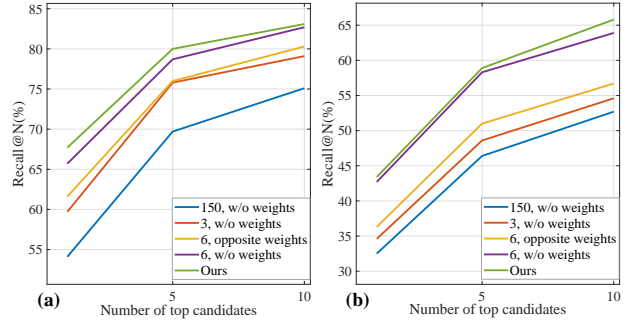 85
80
75
70
65
60
55
Recall@N(%)
150, w/o weights
3, w/o weights
6, opposite weights
6, w/o weights
Ours
5
10
(a)
Number of top candidates
65
60
55
50
45
40
35
30
Recall@N(%)
150, w/o weights
3, w/o weights
6, opposite weights
6, w/o weights
Ours
5
10
(b)
Number of top candidates